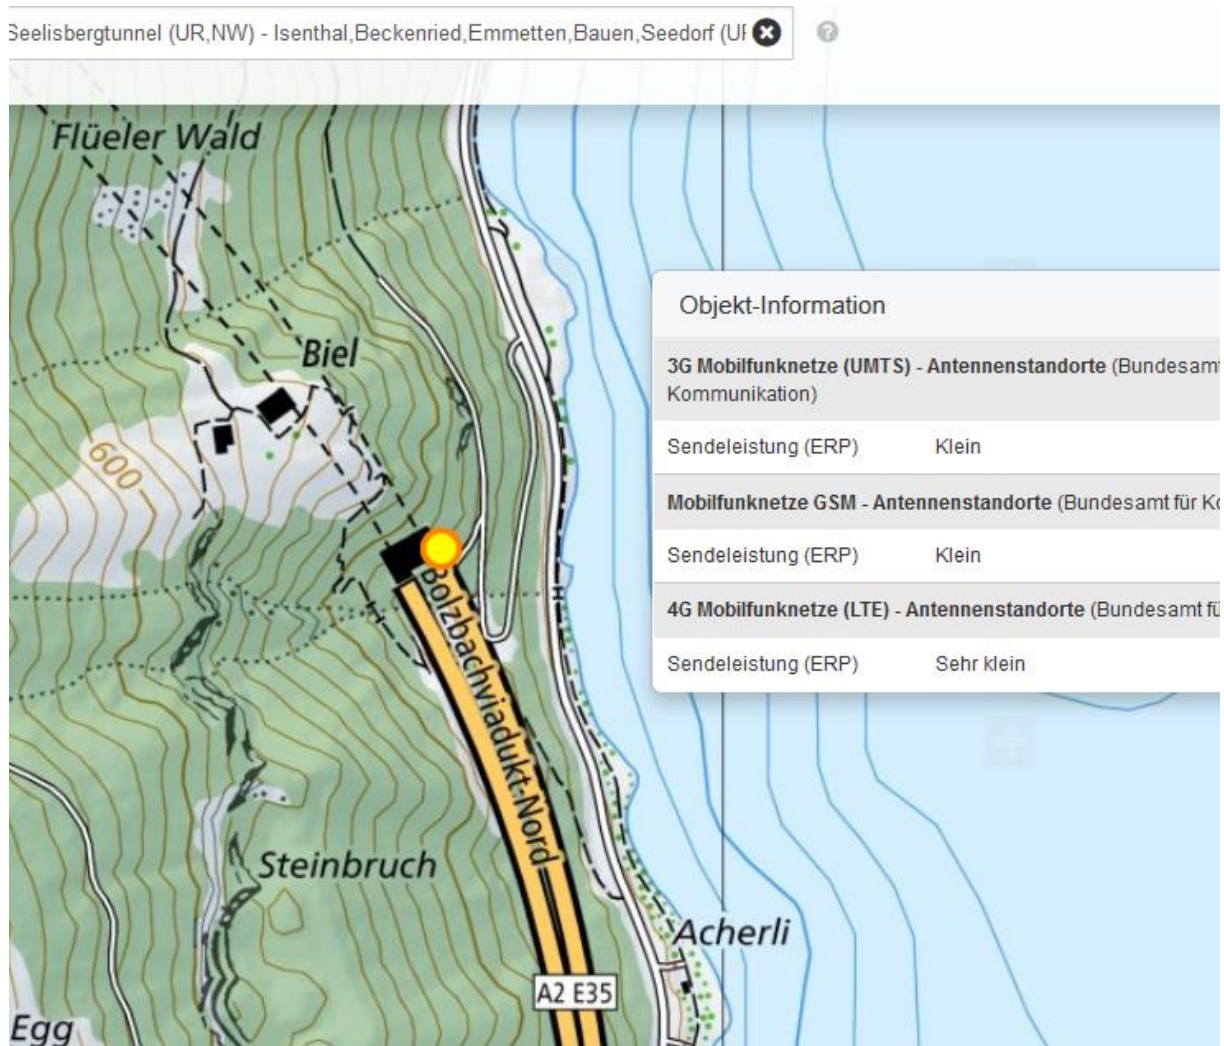 Seelisbergtunnel (UR,NW) - Isenthal,Beckenried,Emmetten,Bauen,Seedorf (UR
Flüeler Wald
Objekt-Information
Biel
3G Mobilfunknetze (UMTS) - Antennenstandorte (Bundesamt
Kommunikation)
Sendeleistung (ERP) Klein
600
Mobilfunknetze GSM - Antennenstandorte (Bundesamt für Ko
Sendeleistung (ERP) Klein
4G Mobilfunknetze (LTE) - Antennenstandorte (Bundesamt fü
Sendeleistung (ERP) Sehr klein
Bolzbachviadukt-Nord
Steinbruch
Acherli
A2 E35
Egg